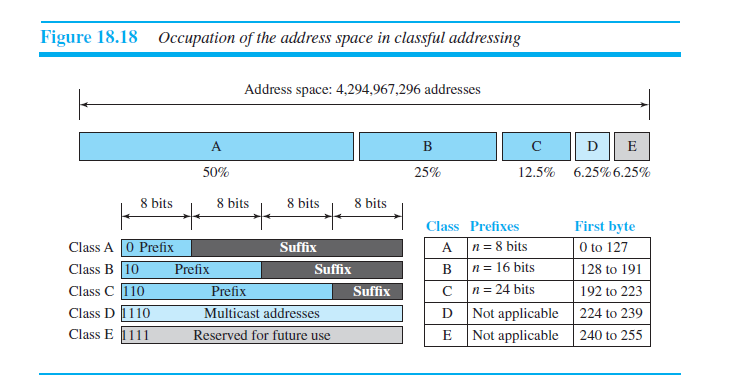 Figure 18.18 Occupation of the address space in classful addressing
Address space: 4,294,967,296 addresses
A B C D E
50% 25% 12.5% 6.25% 6.25%
8 bits 8 bits 8 bits 8 bits
Class A 0 Prefix Suffix
Class B 10 Prefix Suffix
Class C 110 Prefix Suffix
Class D 1110 Multicast addresses
Class E 1111 Reserved for future use
Class Prefixes First byte
A n = 8 bits 0 to 127
B n = 16 bits 128 to 191
C n = 24 bits 192 to 223
D Not applicable 224 to 239
E Not applicable 240 to 255